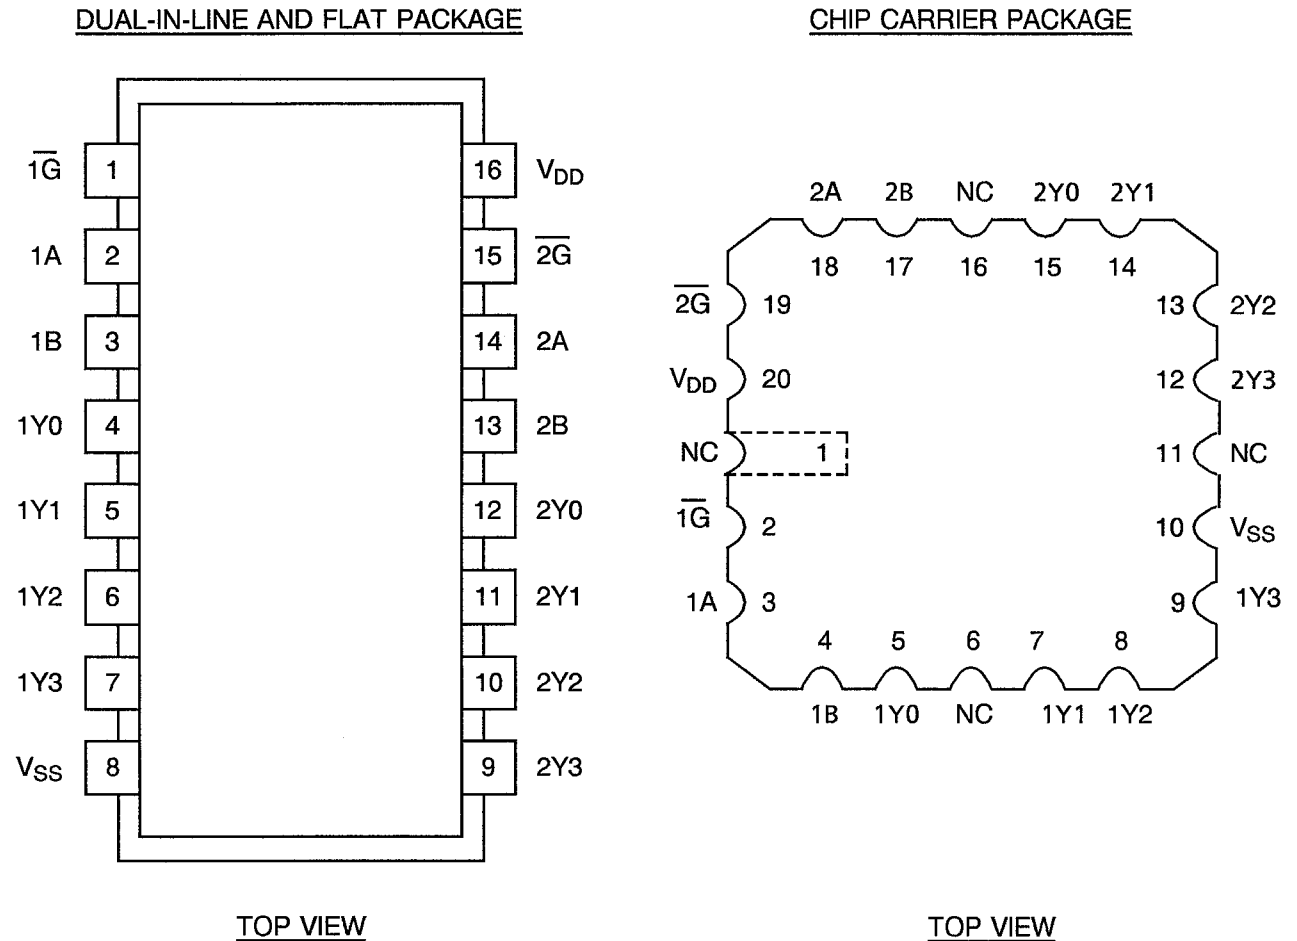 DUAL-IN-LINE AND FLAT PACKAGE
1G̅ 1 16 VDD
1A 2 15 2̅G̅
1B 3 14 2A
1Y0 4 13 2B
1Y1 5 12 2Y0
1Y2 6 11 2Y1
1Y3 7 10 2Y2
VSS 8 9 2Y3
TOP VIEW
CHIP CARRIER PACKAGE
2A 2B NC 2Y0 2Y1
18 17 16 15 14
2̅G̅ 19 13 2Y2
VDD 20 12 2Y3
NC 1 11 NC
1G̅ 2 10 VSS
1A 3 9 1Y3
4 5 6 7 8
1B 1Y0 NC 1Y1 1Y2
TOP VIEW